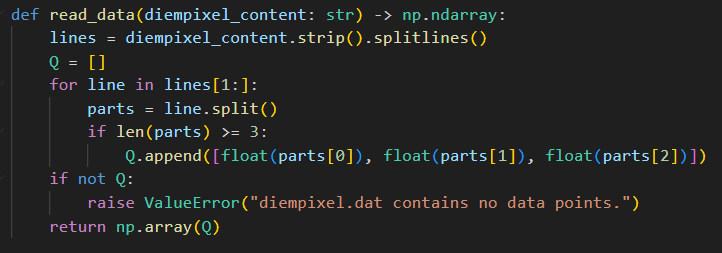 def read_data(diempixel_content: str) -> np.ndarray:
    lines = diempixel_content.strip().splitlines()
    Q = []
    for line in lines[1:]:
        parts = line.split()
        if len(parts) >= 3:
            Q.append([float(parts[0]), float(parts[1]), float(parts[2])])
    if not Q:
        raise ValueError("diempixel.dat contains no data points.")
    return np.array(Q)